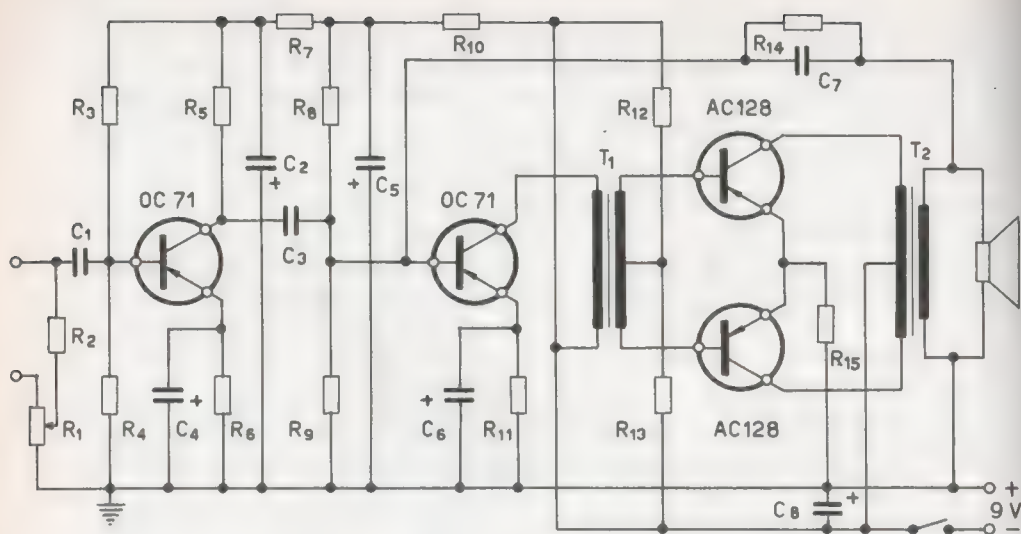 R7
R10
R14
C7
R3
R5
R8
R12
AC128
C2
+
T1
T2
+
C5
OC 71
OC 71
C1
C3
R2
R15
+
+
R1
R4
C4
R6
R9
C6
R11
R13
AC128
+
+
C8
9 V
-